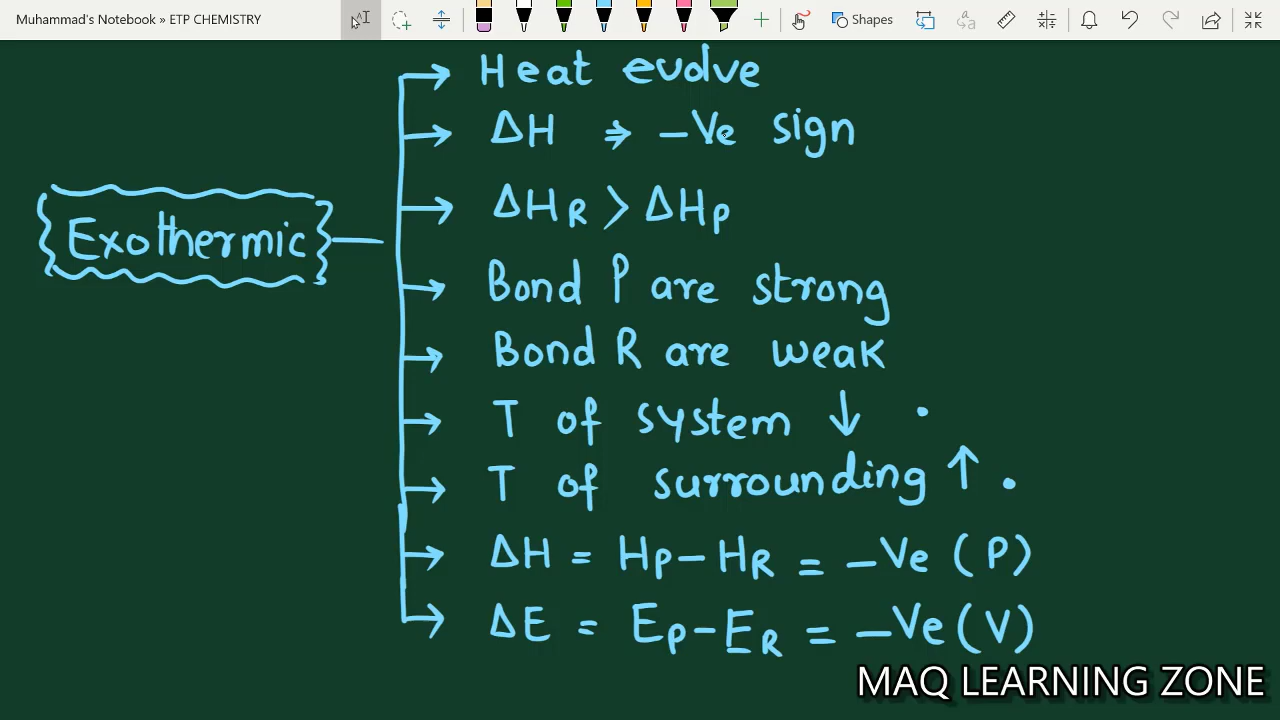 Muhammad's Notebook » ETP CHEMISTRY
Shapes
Heat evolve
ΔH ⇒ -Ve sign
Exothermic
ΔHR > ΔHP
Bond P are strong
Bond R are weak
T of system ↓ .
T of surrounding ↑ .
ΔH = HP - HR = -Ve (P)
ΔE = EP - ER = -Ve (V)
MAQ LEARNING ZONE